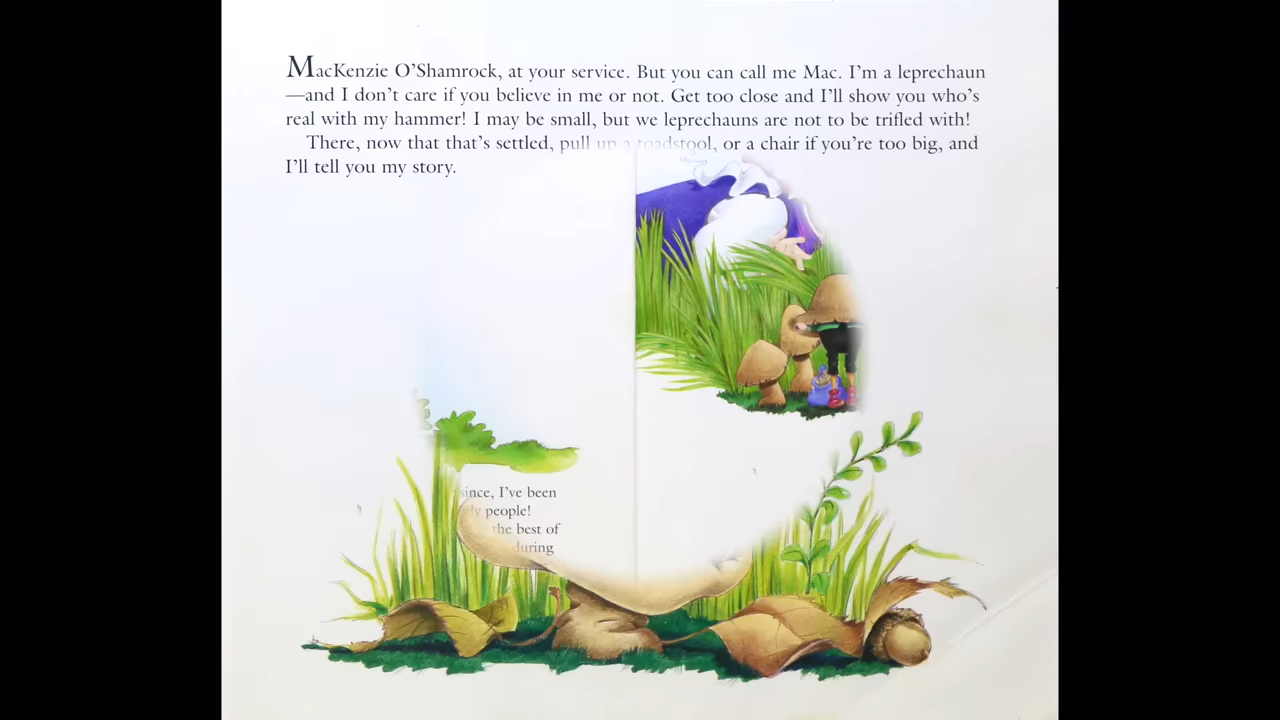 MacKenzie O'Shamrock, at your service. But you can call me Mac. I'm a leprechaun
—and I don't care if you believe in me or not. Get too close and I'll show you who's
real with my hammer! I may be small, but we leprechauns are not to be trifled with!
There, now that that's settled, pull up a toadstool, or a chair if you're too big, and
I'll tell you my story.
since, I've been
people!
the best of
during